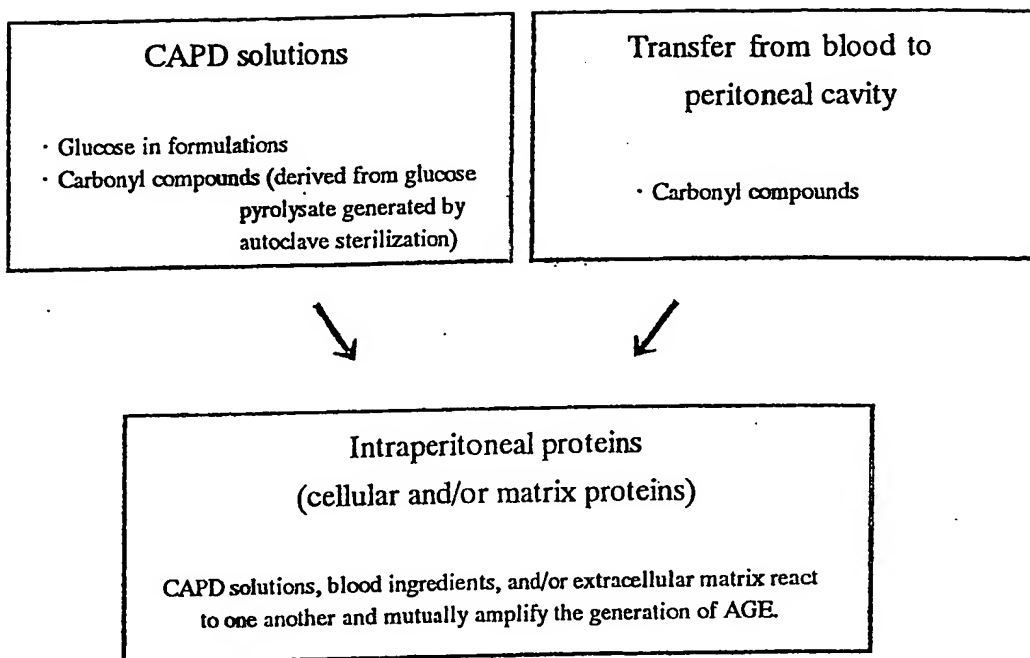 CAPD solutions
· Glucose in formulations
· Carbonyl compounds (derived from glucose
pyrolysate generated by
autoclave sterilization)
Transfer from blood to
peritoneal cavity
· Carbonyl compounds
Intraperitoneal proteins
(cellular and/or matrix proteins)
CAPD solutions, blood ingredients, and/or extracellular matrix react
to one another and mutually amplify the generation of AGE.